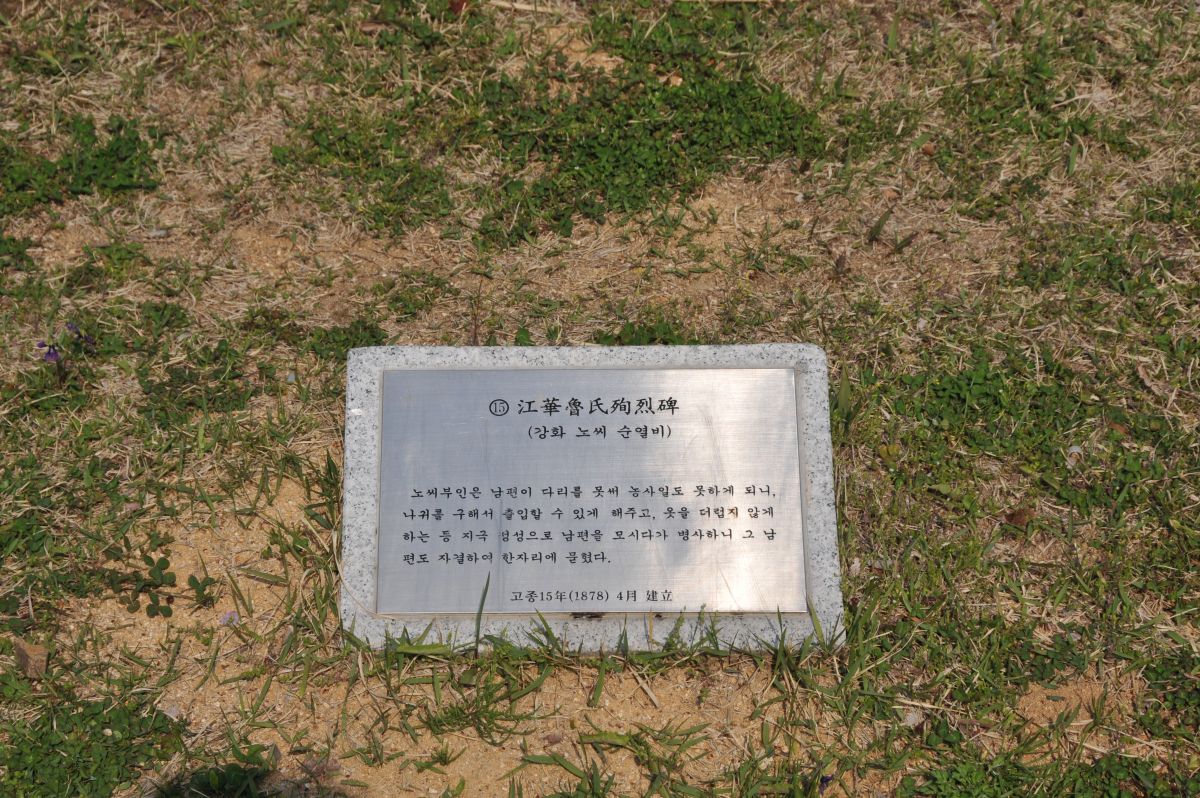 ⑮ 江華魯氏殉烈碑
(강화 노씨 순열비)
노씨부인은 남편이 다리를 못써 농사일도 못하게 되니,
나귀를 구해서 출입할 수 있게 해주고, 옷을 더럽지 않게
하는 등 지극 정성으로 남편을 모시다가 병사하니 그 남
편도 자결하여 한자리에 묻혔다.
고종15年(1878) 4月 建立